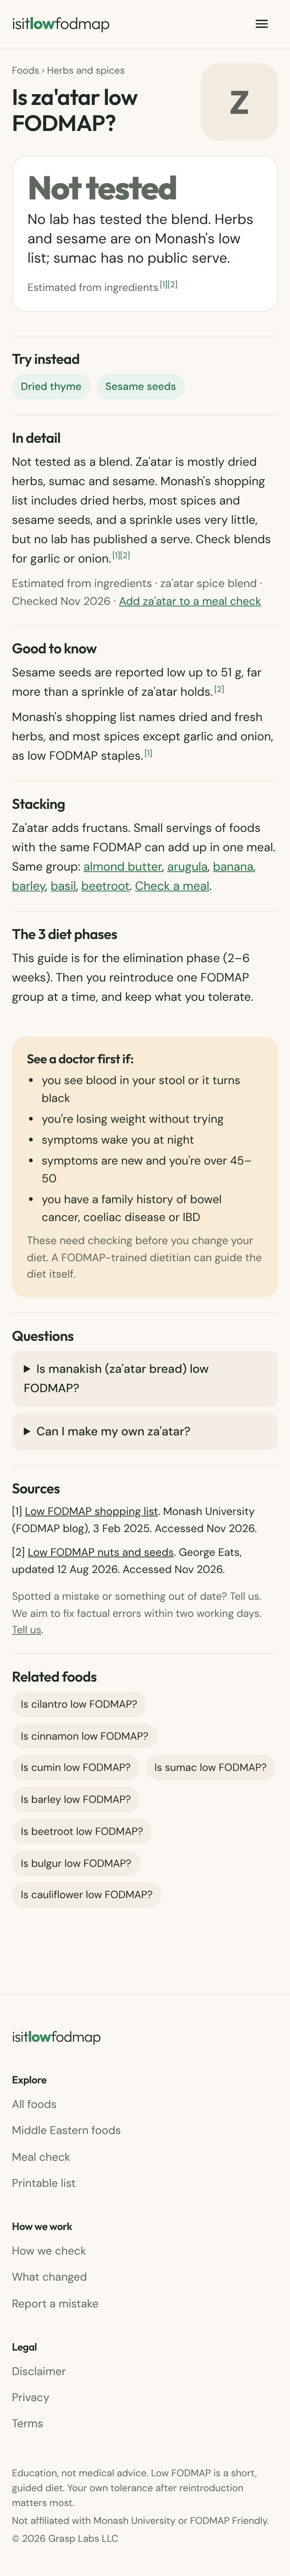 isitlowfodmap
Foods › Herbs and spices
Is za'atar low
FODMAP?
Z
Not tested
No lab has tested the blend. Herbs
and sesame are on Monash's low
list; sumac has no public serve.
Estimated from ingredients [1][2]
Try instead
Dried thyme
Sesame seeds
In detail
Not tested as a blend. Za'atar is mostly dried
herbs, sumac and sesame. Monash's shopping
list includes dried herbs, most spices and
sesame seeds, and a sprinkle uses very little,
but no lab has published a serve. Check blends
for garlic or onion. [1][2]
Estimated from ingredients · za'atar spice blend ·
Checked Nov 2026 · Add za'atar to a meal check
Good to know
Sesame seeds are reported low up to 51 g, far
more than a sprinkle of za'atar holds. [2]
Monash's shopping list names dried and fresh
herbs, and most spices except garlic and onion,
as low FODMAP staples. [1]
Stacking
Za'atar adds fructans. Small servings of foods
with the same FODMAP can add up in one meal.
Same group: almond butter, arugula, banana,
barley, basil, beetroot. Check a meal.
The 3 diet phases
This guide is for the elimination phase (2–6
weeks). Then you reintroduce one FODMAP
group at a time, and keep what you tolerate.
See a doctor first if:
• you see blood in your stool or it turns
black
• you're losing weight without trying
• symptoms wake you at night
• symptoms are new and you're over 45–
50
• you have a family history of bowel
cancer, coeliac disease or IBD
These need checking before you change your
diet. A FODMAP-trained dietitian can guide the
diet itself.
Questions
▶ Is manakish (za'atar bread) low
FODMAP?
▶ Can I make my own za'atar?
Sources
[1] Low FODMAP shopping list. Monash University
(FODMAP blog), 3 Feb 2025. Accessed Nov 2026.
[2] Low FODMAP nuts and seeds. George Eats,
updated 12 Aug 2026. Accessed Nov 2026.
Spotted a mistake or something out of date? Tell us.
We aim to fix factual errors within two working days.
Tell us.
Related foods
Is cilantro low FODMAP?
Is cinnamon low FODMAP?
Is cumin low FODMAP?
Is sumac low FODMAP?
Is barley low FODMAP?
Is beetroot low FODMAP?
Is bulgur low FODMAP?
Is cauliflower low FODMAP?
isitlowfodmap
Explore
All foods
Middle Eastern foods
Meal check
Printable list
How we work
How we check
What changed
Report a mistake
Legal
Disclaimer
Privacy
Terms
Education, not medical advice. Low FODMAP is a short,
guided diet. Your own tolerance after reintroduction
matters most.
Not affiliated with Monash University or FODMAP Friendly.
© 2026 Grasp Labs LLC